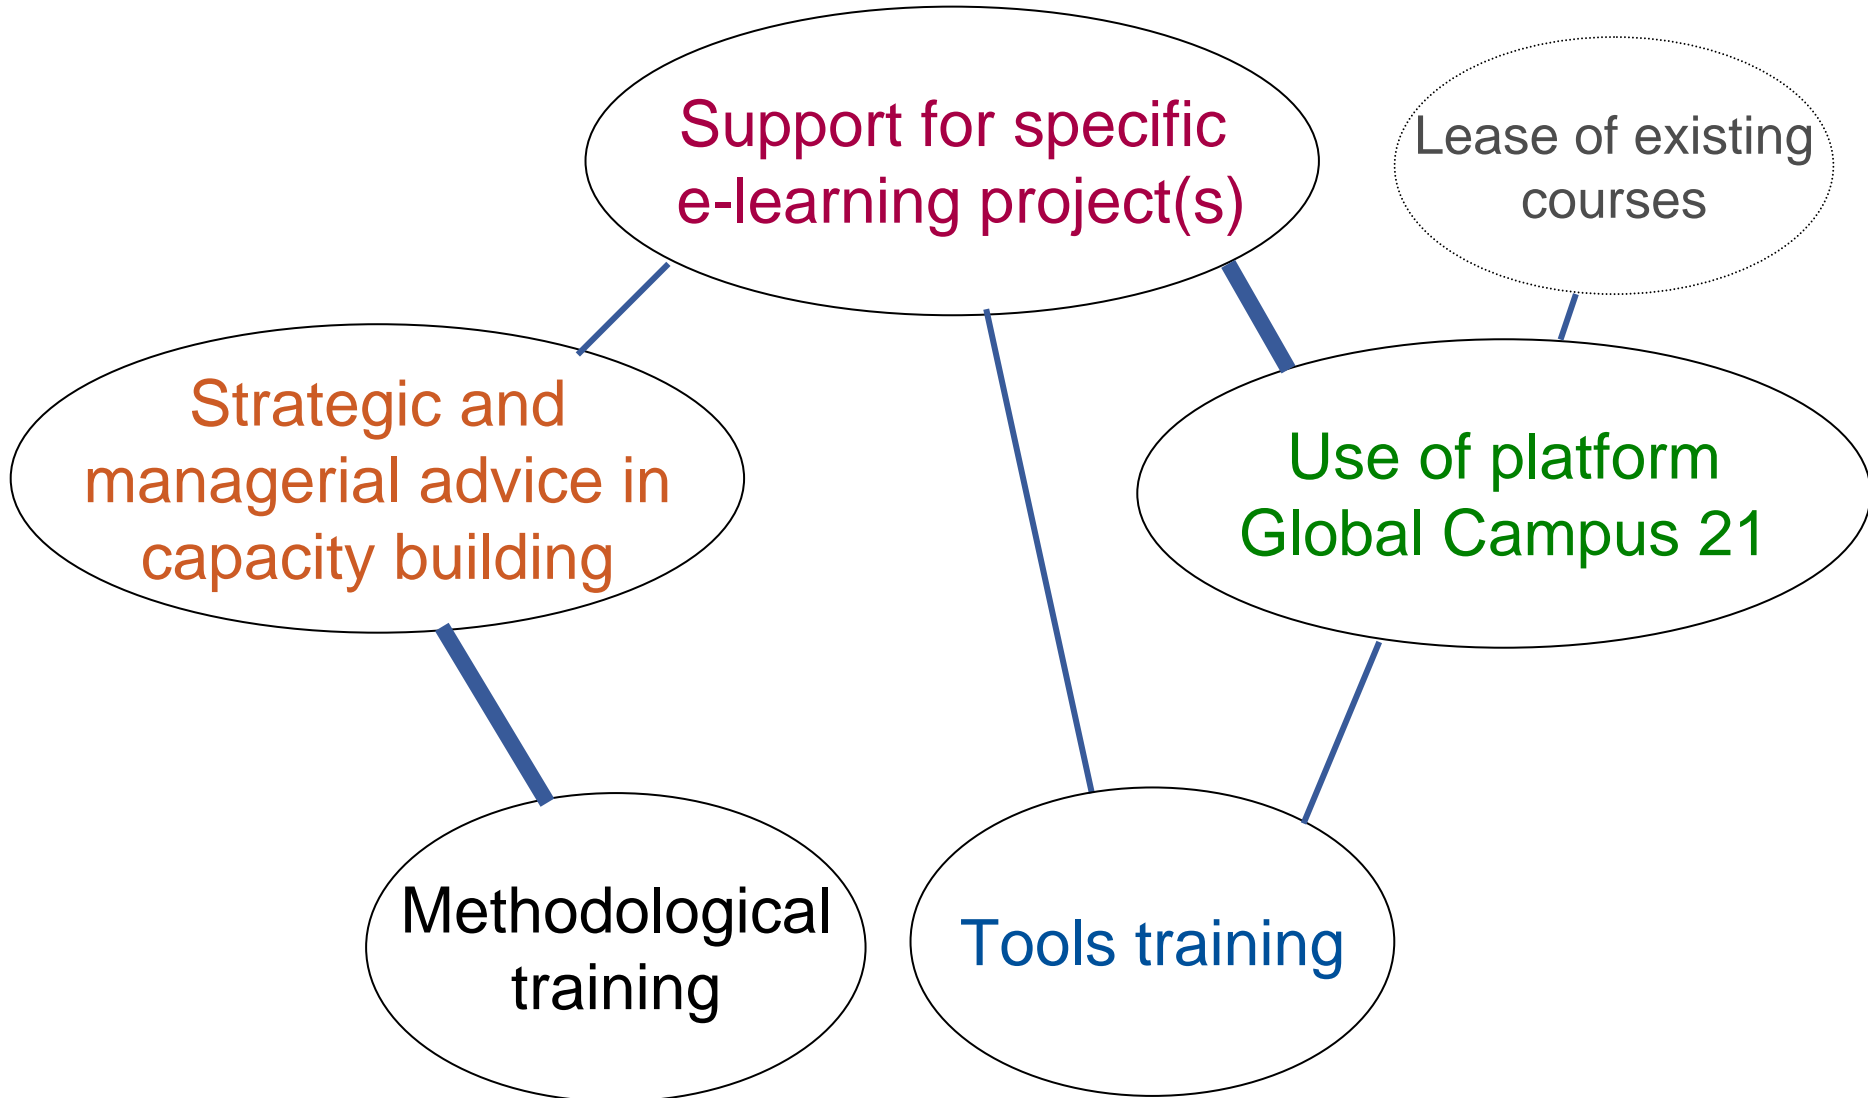 Support for specific
e-learning project(s)
Lease of existing
courses
Strategic and
managerial advice in
capacity building
Use of platform
Global Campus 21
Methodological
training
Tools training